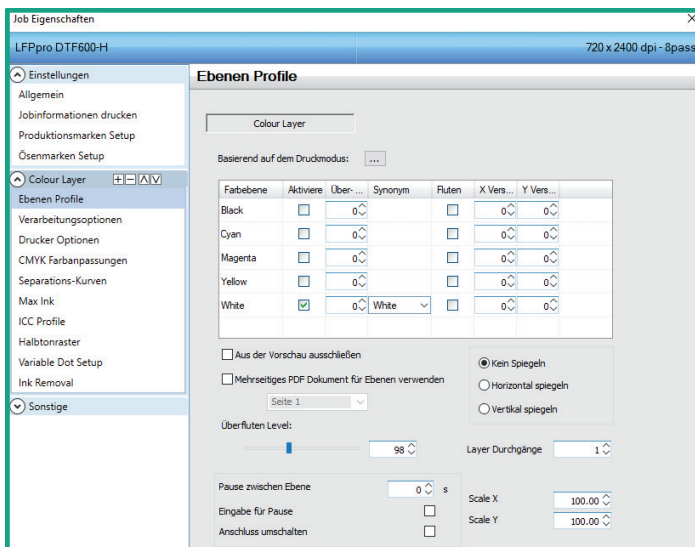 Job Eigenschaften
LFPpro DTF600-H 720 x 2400 dpi - 8pass
Einstellungen
Allgemein
Jobinformationen drucken
Produktionsmarken Setup
Ösenmarken Setup
Colour Layer
Ebenen Profile
Verarbeitungsoptionen
Drucker Optionen
CMYK Farbanpassungen
Separations-Kurven
Max Ink
ICC Profile
Halbtonraster
Variable Dot Setup
Ink Removal
Sonstige
Ebenen Profile
Colour Layer
Basierend auf dem Druckmodus: ...
Farbebene Aktiviere Über-... Synonym Fluten X Vers... Y Vers...
Black 0 0 0
Cyan 0 0 0
Magenta 0 0 0
Yellow 0 0 0
White 0 White 0 0
Aus der Vorschau ausschließen
Mehrseitiges PDF Dokument für Ebenen verwenden
Seite 1
Kein Spiegeln
Horizontal spiegeln
Vertikal spiegeln
Überfluten Level:
98
Layer Durchgänge 1
Pause zwischen Ebene 0 s
Eingabe für Pause
Anschluss umschalten
Scale X 100.00
Scale Y 100.00